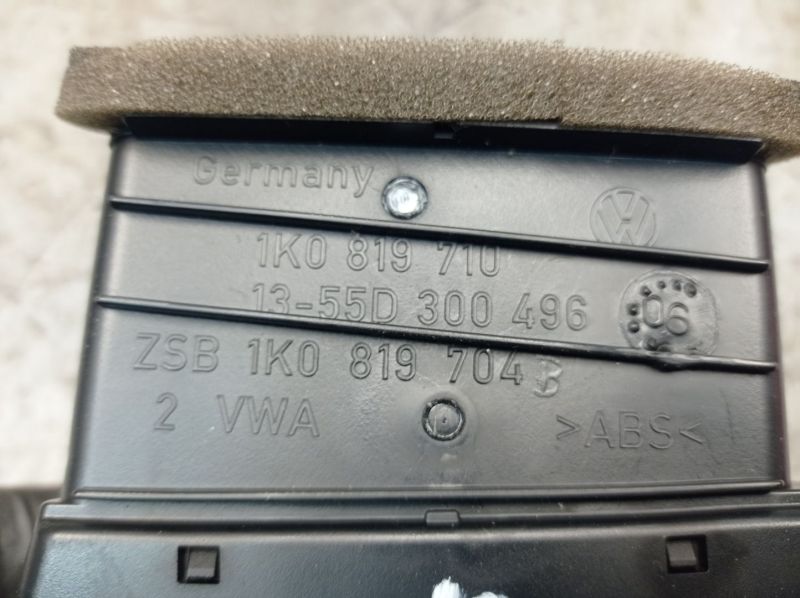 Germany
1K0 819 710
13-55D 300 496
06
ZSB 1K0 819 704 B
2 VWA
>ABS<